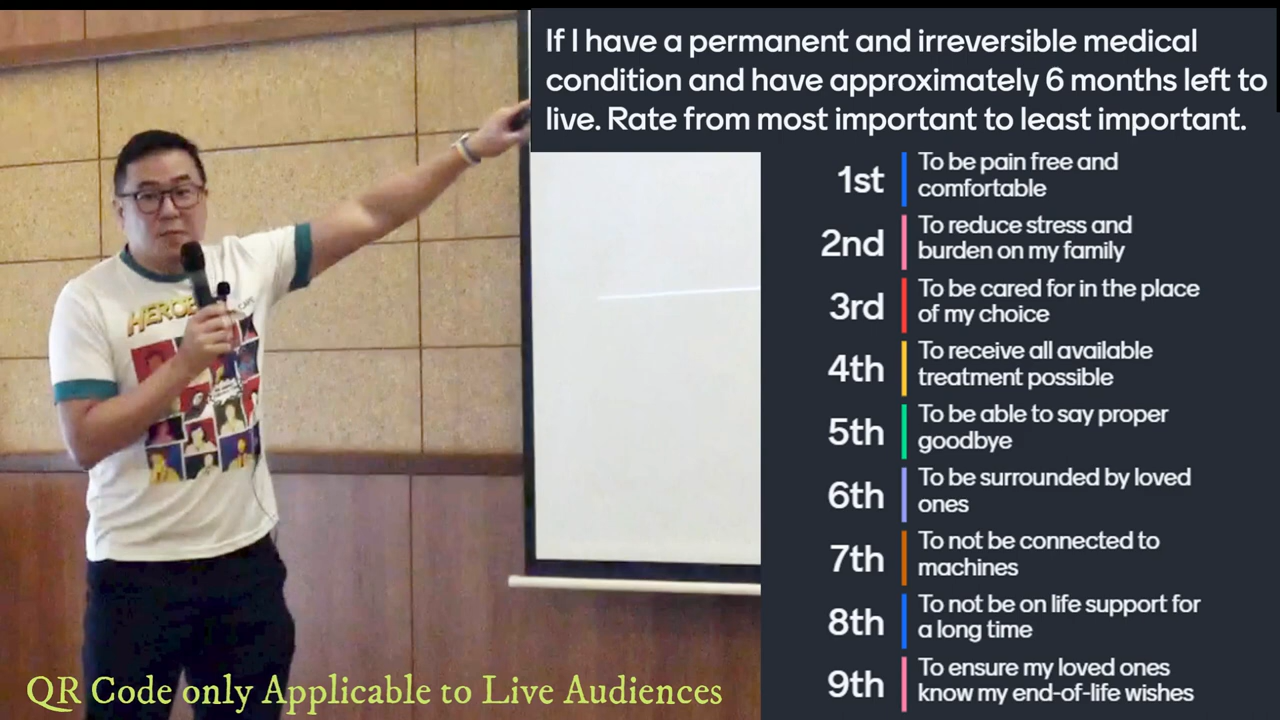 If I have a permanent and irreversible medical
condition and have approximately 6 months left to
live. Rate from most important to least important.
1st
To be pain free and
comfortable
2nd
To reduce stress and
burden on my family
3rd
To be cared for in the place
of my choice
4th
To receive all available
treatment possible
5th
To be able to say proper
goodbye
6th
To be surrounded by loved
ones
7th
To not be connected to
machines
8th
To not be on life support for
a long time
9th
To ensure my loved ones
know my end-of-life wishes
QR Code only Applicable to Live Audiences